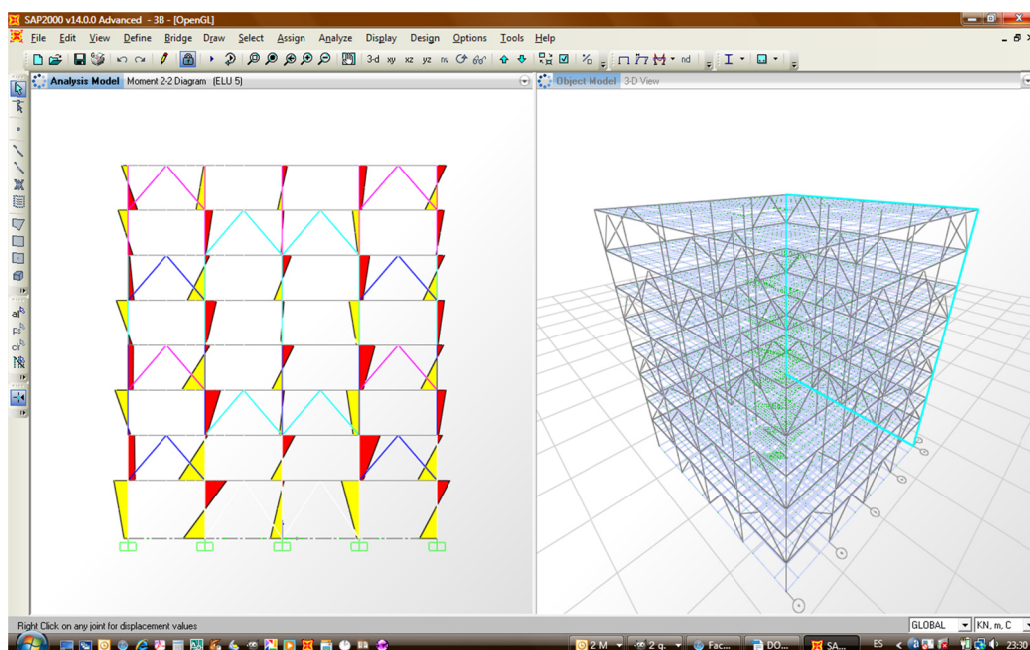 SAP2000 v14.0.0 Advanced - 3B - [OpenGL]
File Edit View Define Bridge Draw Select Assign Analyze Display Design Options Tools Help
3-d xy xz yz nd
Analysis Model Moment 2-2 Diagram (ELU 5)
Object Model 3-D View
Right Click on any joint for displacement values
GLOBAL KN, m, C
2 M 2 g. Fac... DO... SA... ES 23:30